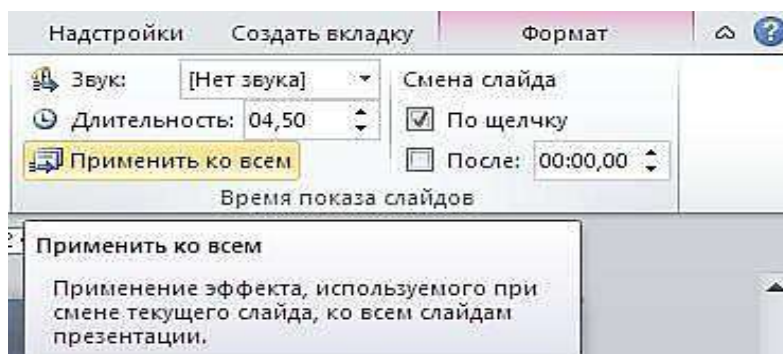 Надстройки Создать вкладку Формат
Звук: [Нет звука] Смена слайда
Длительность: 04,50 По щелчку
Применить ко всем После: 00:00,00
Время показа слайдов
Применить ко всем
Применение эффекта, используемого при
смене текущего слайда, ко всем слайдам
презентации.